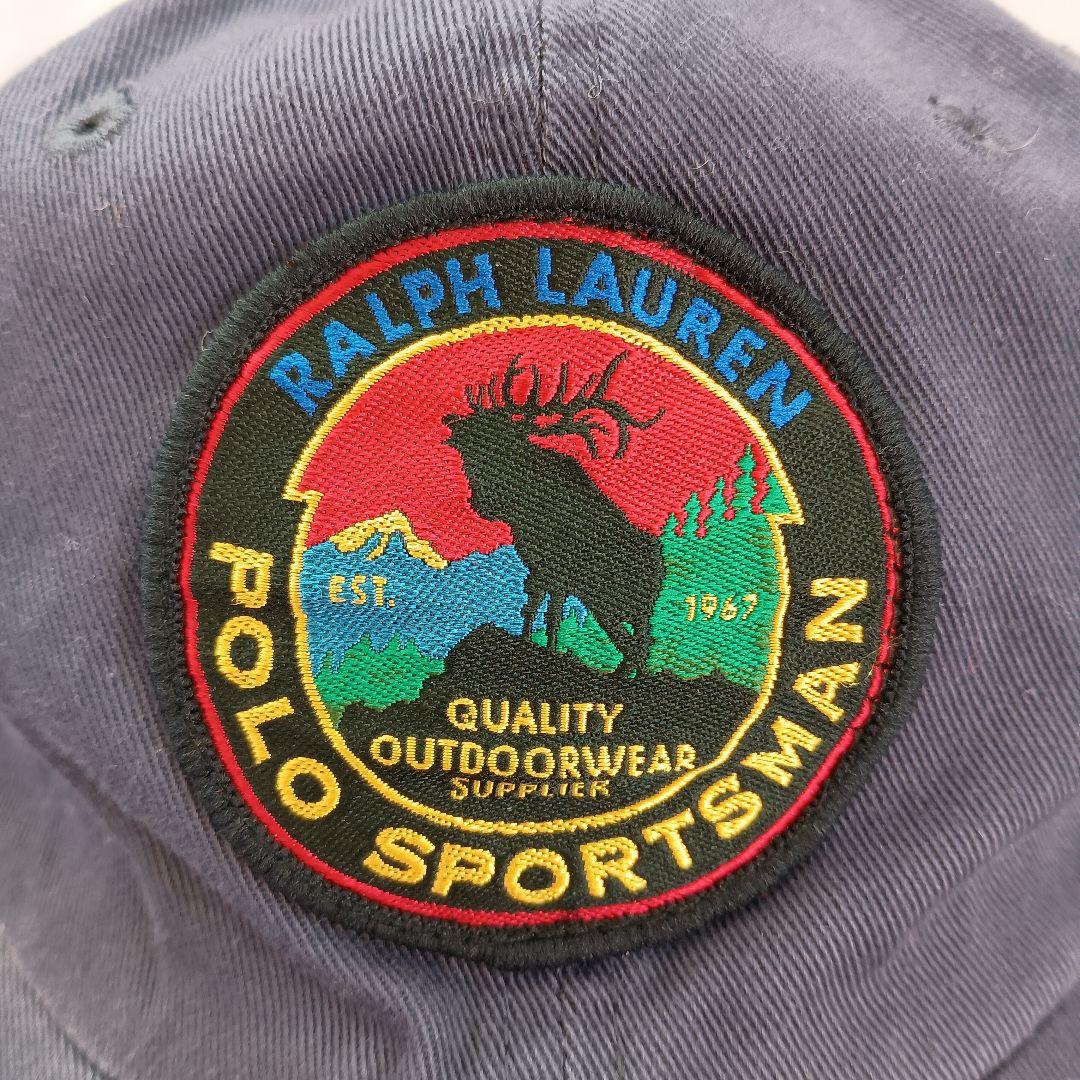 RALPH LAUREN
EST. 1967
QUALITY
OUTDOORWEAR
SUPPLIER
POLO SPORTSMAN